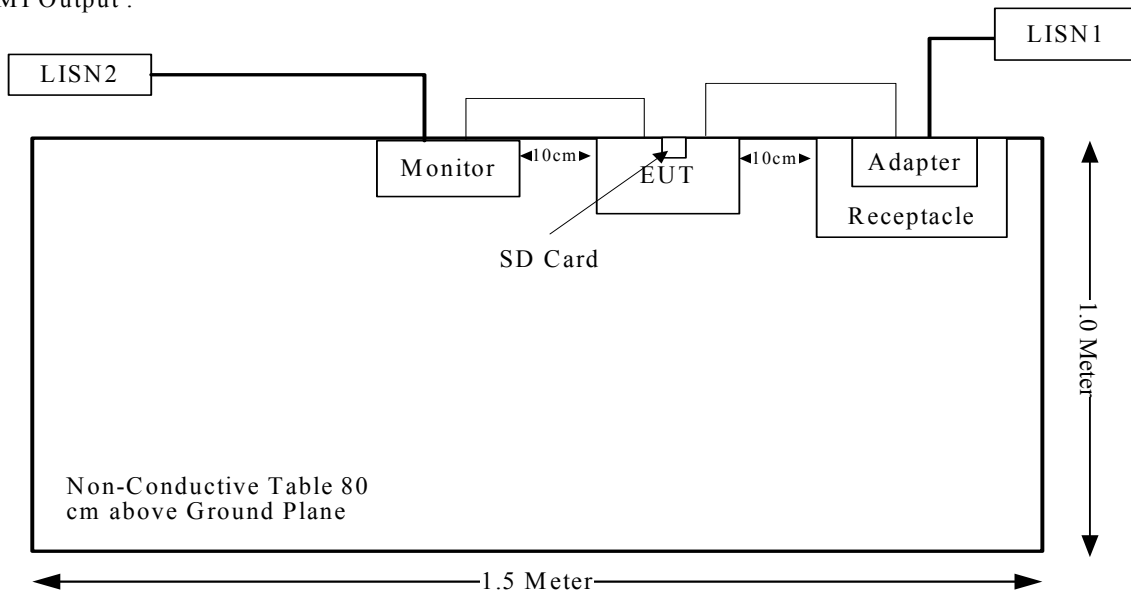 Output :
LISN1
LISN2
Monitor
10cm
EUT
10cm
Adapter
Receptacle
SD Card
1.0 Meter
Non-Conductive Table 80
cm above Ground Plane
1.5 Meter